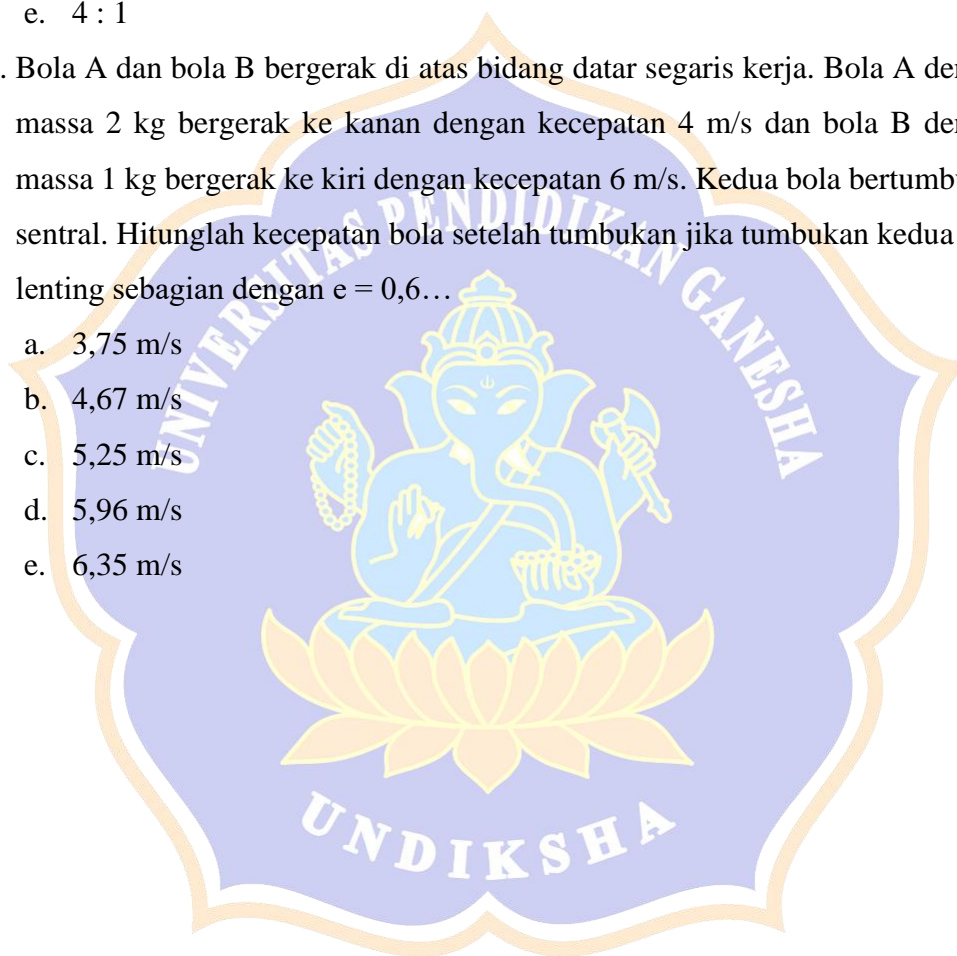 e. 4 : 1
. Bola A dan bola B bergerak di atas bidang datar segaris kerja. Bola A
massa 2 kg bergerak ke kanan dengan kecepatan 4 m/s dan bola B
massa 1 kg bergerak ke kiri dengan kecepatan 6 m/s. Kedua bola
sentral. Hitunglah kecepatan bola setelah tumbukan jika tumbukan kedua
lenting sebagian dengan e = 0,6…
a. 3,75 m/s
b. 4,67 m/s
c. 5,25 m/s
d. 5,96 m/s
e. 6,35 m/s
UNIVERSITAS PENDIDIKAN GANESHA
UNDIKSHA